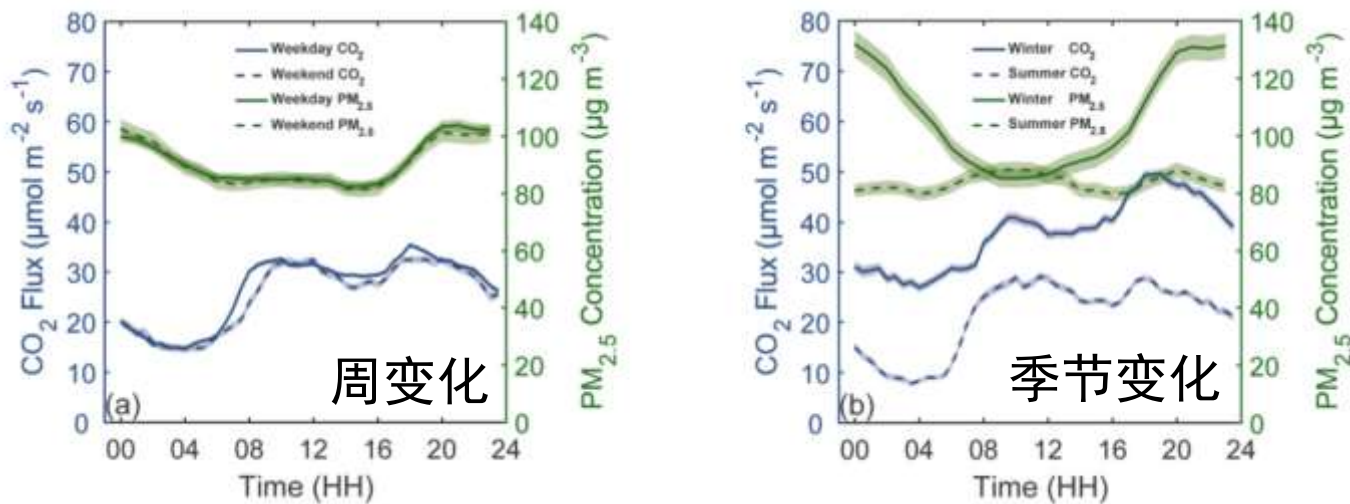 80
70
60
50
40
30
20
10
0
CO2 Flux (µmol m-2 s-1)
Weekday CO2
Weekend CO2
Weekday PM2.5
Weekend PM2.5
140
120
100
80
60
40
20
0
PM2.5 Concentration (µg m-3)
周变化
(a)
00 04 08 12 16 20 24
Time (HH)
80
70
60
50
40
30
20
10
0
CO2 Flux (µmol m-2 s-1)
Winter CO2
Summer CO2
Winter PM2.5
Summer PM2.5
140
120
100
80
60
40
20
0
PM2.5 Concentration (µg m-3)
季节变化
(b)
00 04 08 12 16 20 24
Time (HH)